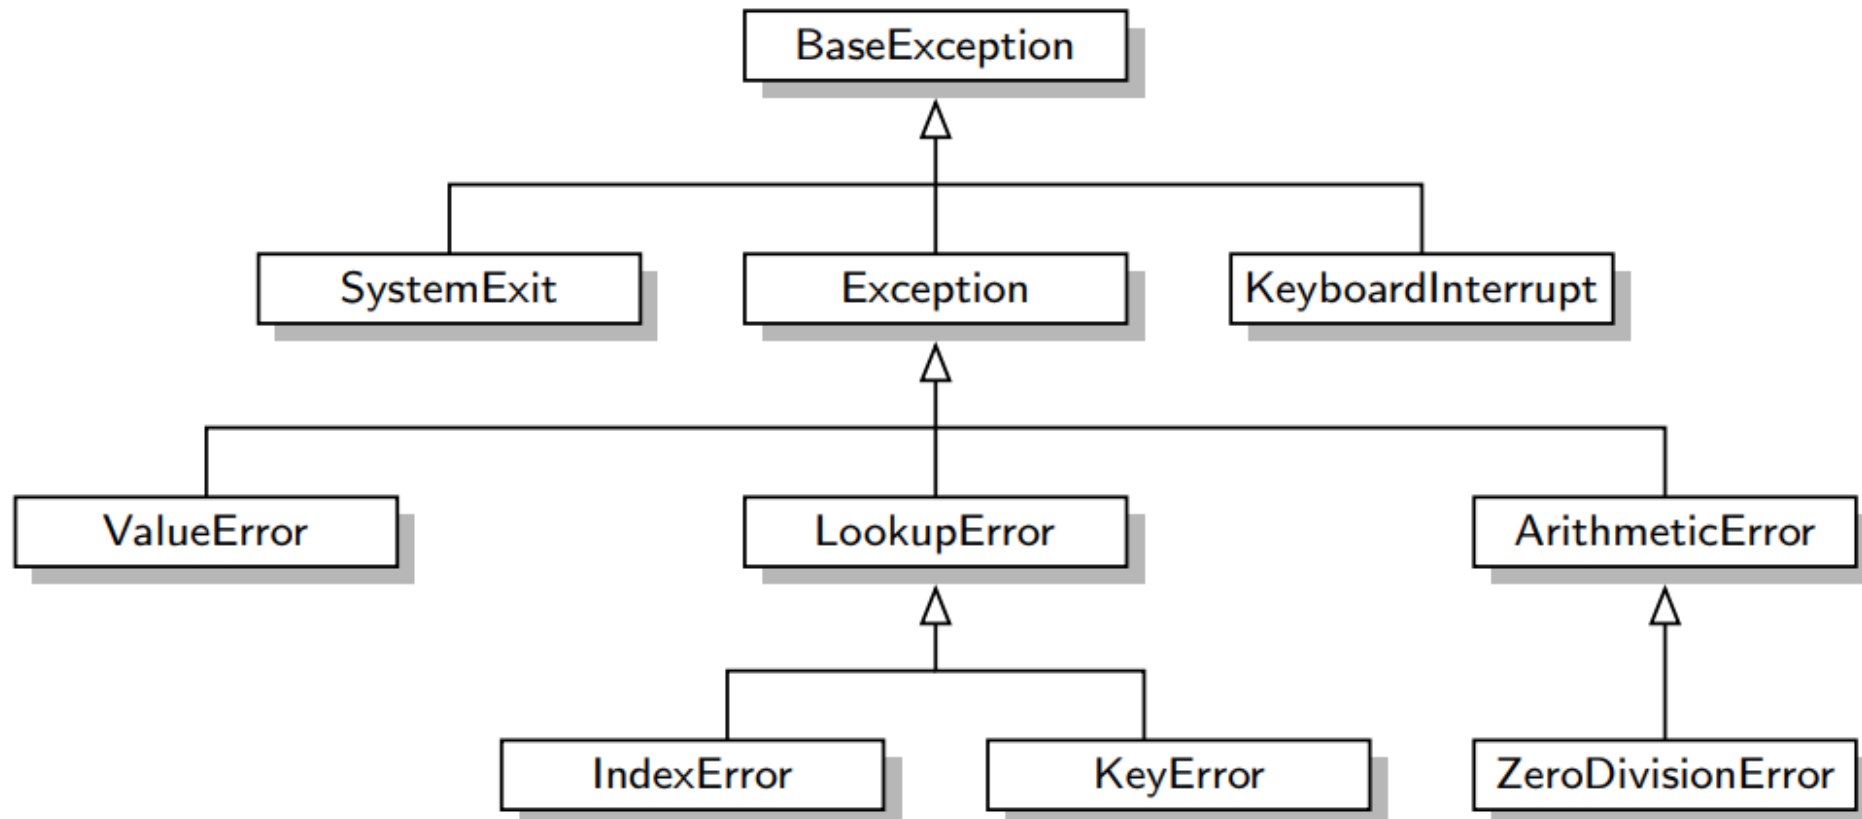 BaseException
SystemExit
Exception
KeyboardInterrupt
ValueError
LookupError
ArithmeticError
IndexError
KeyError
ZeroDivisionError